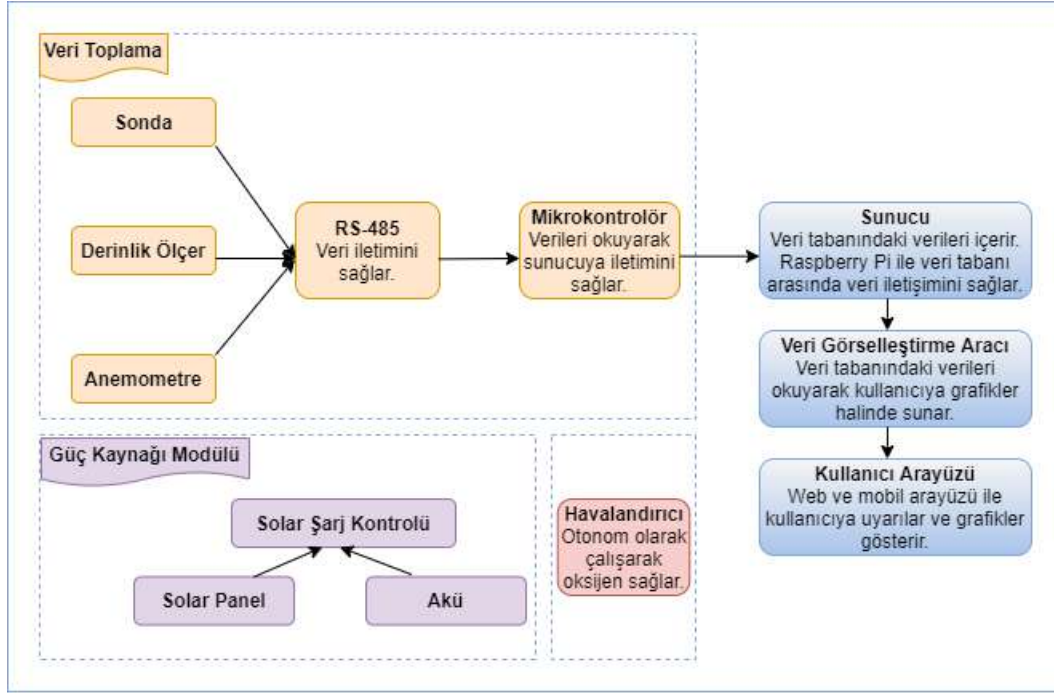 Veri Toplama
Sonda
Derinlik Ölçer
Anemometre
RS-485
Veri iletimini
sağlar.
Mikrokontrolör
Verileri okuyarak
sunucuya iletimini
sağlar.
Sunucu
Veri tabanındaki verileri içerir.
Raspberry Pi ile veri tabanı
arasında veri iletişimini sağlar.
Veri Görselleştirme Aracı
Veri tabanındaki verileri
okuyarak kullanıcıya grafikler
halinde sunar.
Kullanıcı Arayüzü
Web ve mobil arayüzü ile
kullanıcıya uyarılar ve grafikler
gösterir.
Güç Kaynağı Modülü
Solar Şarj Kontrolü
Solar Panel
Akü
Havalandırıcı
Otonom olarak
çalışarak
oksijen sağlar.